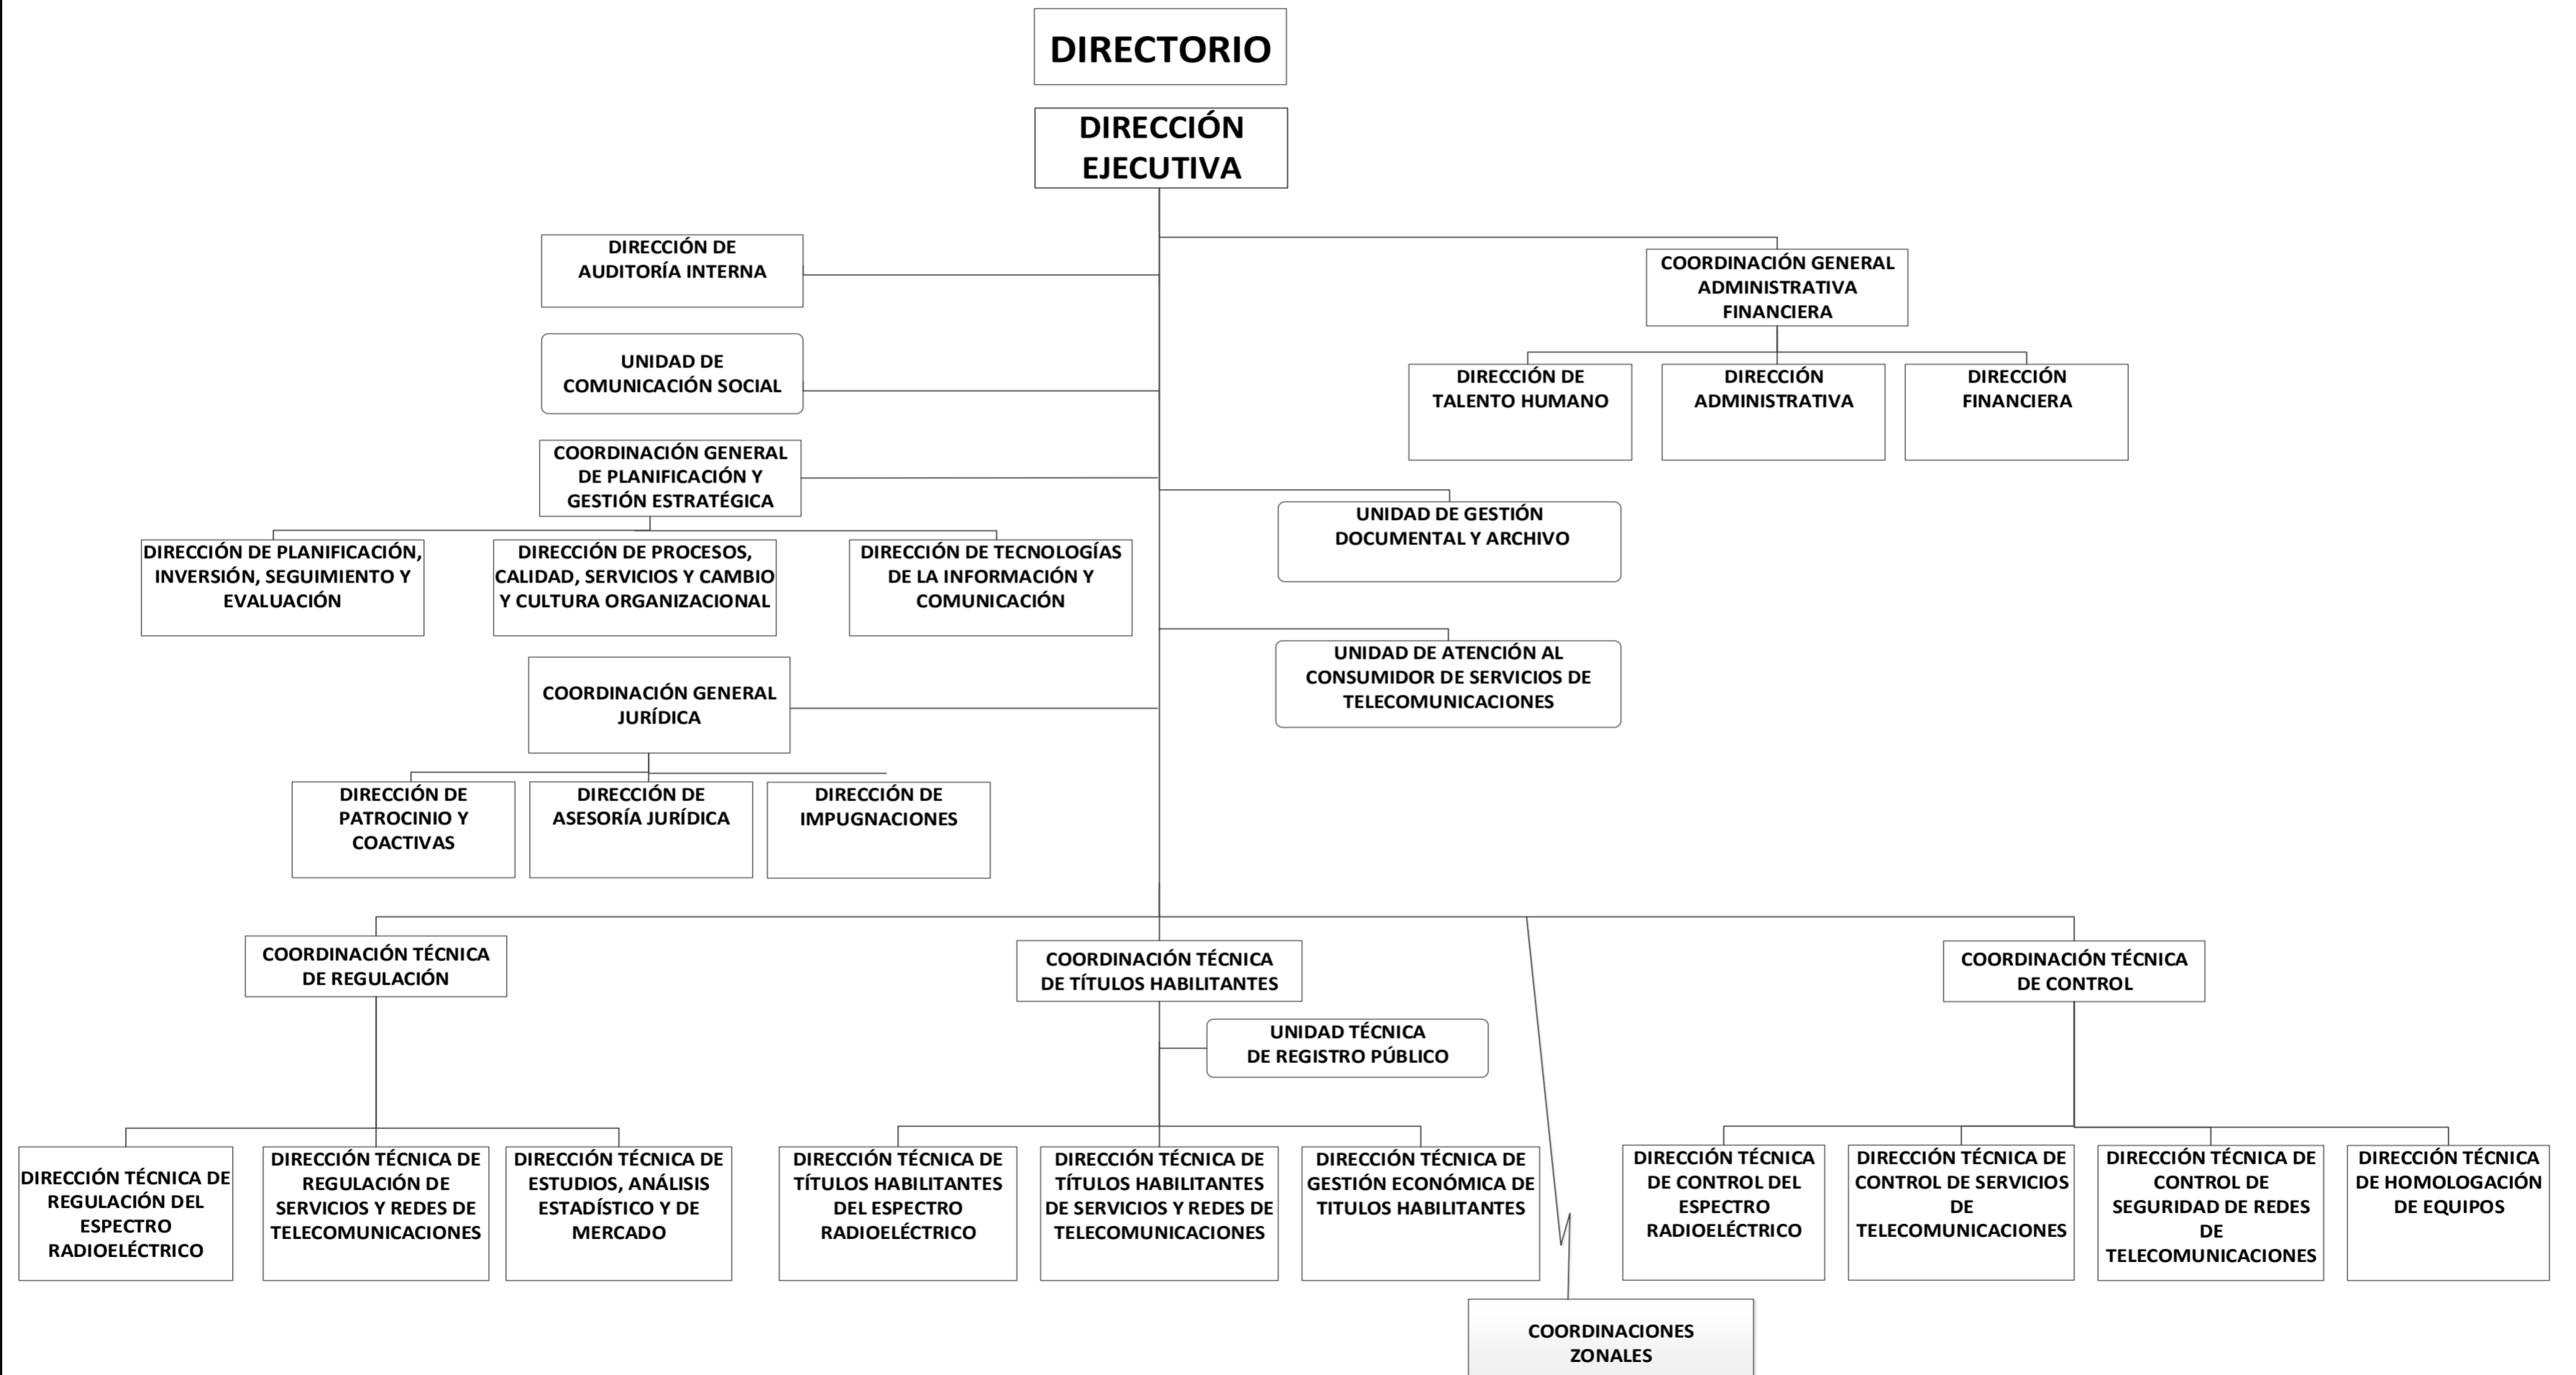 DIRECTORIO
DIRECCIÓN
EJECUTIVA
DIRECCIÓN DE
AUDITORÍA INTERNA
COORDINACIÓN GENERAL
ADMINISTRATIVA
FINANCIERA
UNIDAD DE
COMUNICACIÓN SOCIAL
DIRECCIÓN DE
TALENTO HUMANO
DIRECCIÓN
ADMINISTRATIVA
DIRECCIÓN
FINANCIERA
COORDINACIÓN GENERAL
DE PLANIFICACIÓN Y
GESTIÓN ESTRATÉGICA
UNIDAD DE GESTIÓN
DOCUMENTAL Y ARCHIVO
DIRECCIÓN DE PLANIFICACIÓN,
INVERSIÓN, SEGUIMIENTO Y
EVALUACIÓN
DIRECCIÓN DE PROCESOS,
CALIDAD, SERVICIOS Y CAMBIO
Y CULTURA ORGANIZACIONAL
DIRECCIÓN DE TECNOLOGÍAS
DE LA INFORMACIÓN Y
COMUNICACIÓN
UNIDAD DE ATENCIÓN AL
CONSUMIDOR DE SERVICIOS DE
TELECOMUNICACIONES
COORDINACIÓN GENERAL
JURÍDICA
DIRECCIÓN DE
PATROCINIO Y
COACTIVAS
DIRECCIÓN DE
ASESORÍA JURÍDICA
DIRECCIÓN DE
IMPUGNACIONES
COORDINACIÓN TÉCNICA
DE REGULACIÓN
COORDINACIÓN TÉCNICA
DE TÍTULOS HABILITANTES
COORDINACIÓN TÉCNICA
DE CONTROL
UNIDAD TÉCNICA
DE REGISTRO PÚBLICO
DIRECCIÓN TÉCNICA DE
REGULACIÓN DEL
ESPECTRO
RADIOELÉCTRICO
DIRECCIÓN TÉCNICA DE
REGULACIÓN DE
SERVICIOS Y REDES DE
TELECOMUNICACIONES
DIRECCIÓN TÉCNICA DE
ESTUDIOS, ANÁLISIS
ESTADÍSTICO Y DE
MERCADO
DIRECCIÓN TÉCNICA DE
TÍTULOS HABILITANTES
DEL ESPECTRO
RADIOELÉCTRICO
DIRECCIÓN TÉCNICA DE
TÍTULOS HABILITANTES
DE SERVICIOS Y REDES DE
TELECOMUNICACIONES
DIRECCIÓN TÉCNICA DE
GESTIÓN ECONÓMICA DE
TITULOS HABILITANTES
DIRECCIÓN TÉCNICA
DE CONTROL DEL
ESPECTRO
RADIOELÉCTRICO
DIRECCIÓN TÉCNICA DE
CONTROL DE SERVICIOS
DE
TELECOMUNICACIONES
DIRECCIÓN TÉCNICA DE
CONTROL DE
SEGURIDAD DE REDES
DE
TELECOMUNICACIONES
DIRECCIÓN TÉCNICA
DE HOMOLOGACIÓN
DE EQUIPOS
COORDINACIONES
ZONALES